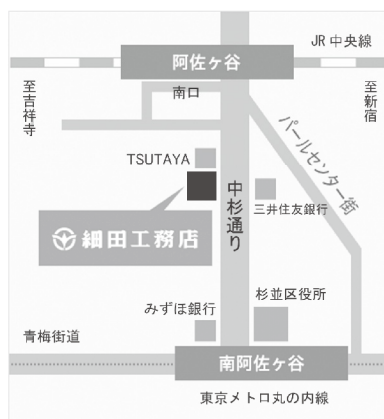 JR 中央線
阿佐ヶ谷
至吉祥寺
南口
至新宿
パールセンター街
TSUTAYA
中杉通り
三井住友銀行
細田工務店
みずほ銀行
杉並区役所
青梅街道
南阿佐ヶ谷
東京メトロ丸の内線